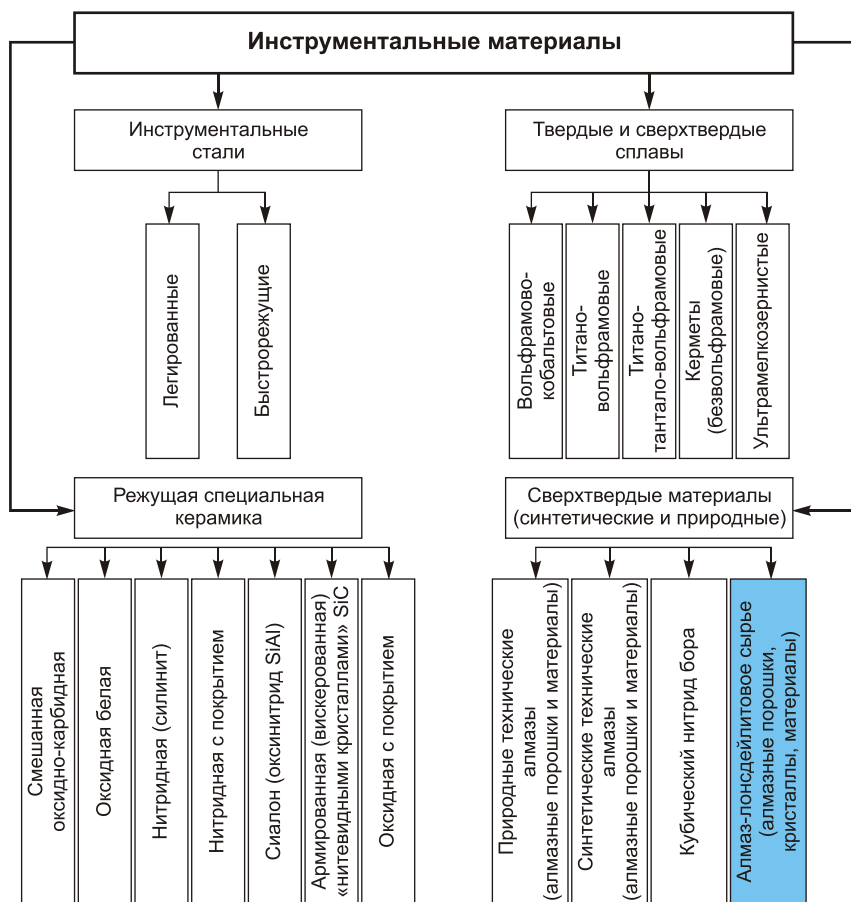 Инструментальные материалы
Инструментальные
стали
Твердые и сверхтвердые
сплавы
Легированные
Быстрорежущие
Вольфрамово-
кобальтовые
Титано-
вольфрамовые
Титано-
тантало-вольфрамовые
Керметы
(безвольфрамовые)
Ультрамелкозернистые
Режущая специальная
керамика
Сверхтвердые материалы
(синтетические и природные)
Смешанная
оксидно-карбидная
Оксидная белая
Нитридная (силинит)
Нитридная с покрытием
Сиалон (оксинитрид SiAl)
Армированная (вискерованная)
«нитевидными кристаллами» SiC
Оксидная с покрытием
Природные технические
алмазы
(алмазные порошки и материалы)
Синтетические технические
алмазы
(алмазные порошки и материалы)
Кубический нитрид бора
Алмаз-лонсдейлитовое сырье
(алмазные порошки,
кристаллы, материалы)